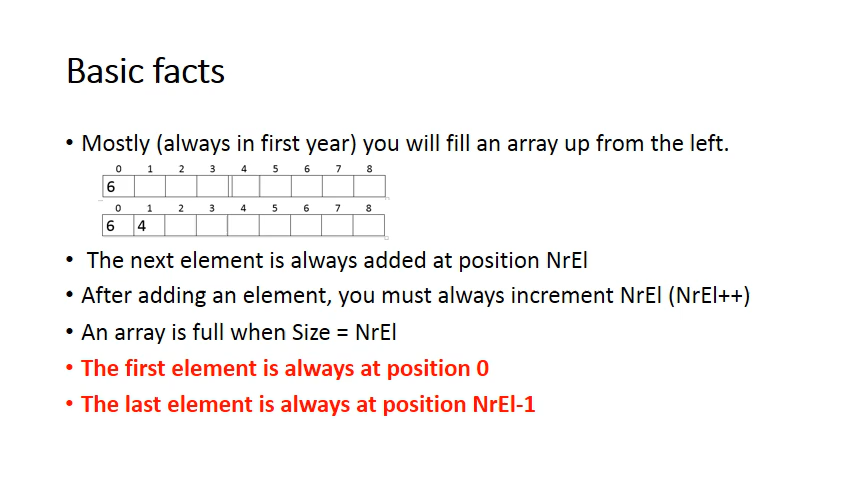 Basic facts
• Mostly (always in first year) you will fill an array up from the left.
0 1 2 3 4 5 6 7 8
6
0 1 2 3 4 5 6 7 8
6 4
• The next element is always added at position NrEl
• After adding an element, you must always increment NrEl (NrEl++)
• An array is full when Size = NrEl
• The first element is always at position 0
• The last element is always at position NrEl-1